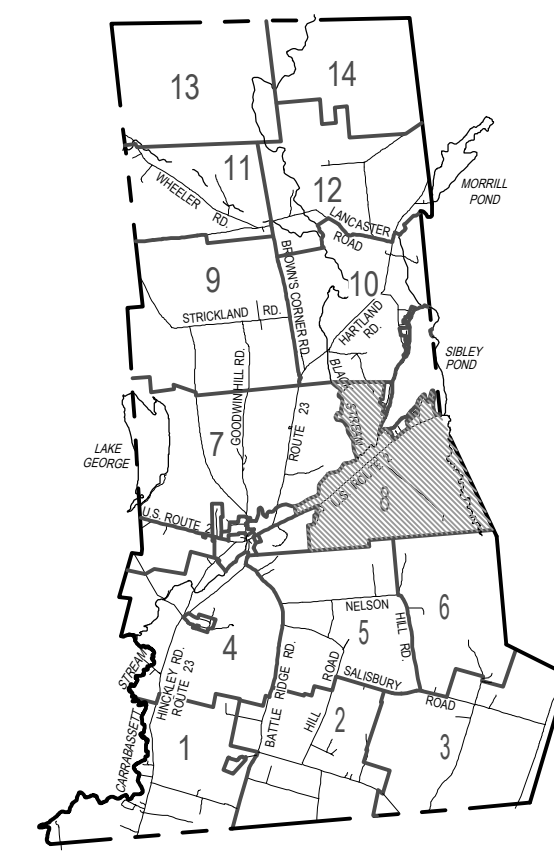 13
14
11
12
WHEELER
RD.
MORRILL
POND
LANCASTER
ROAD
9
10
BROWN'S CORNER RD.
STRICKLAND RD.
HARTLAND
RD.
BLACK STREAM
SIBLEY
POND
GOODWIN HILL RD.
ROUTE 23
LAKE
GEORGE
7
U.S. ROUTE 2
U.S. ROUTE 2
8
6
NELSON
HILL RD.
5
4
STREAM
CARRABASSETT
HINCKLEY RD.
ROUTE 23
BATTLE RIDGE RD.
HILL ROAD
SALISBURY
ROAD
2
1
3